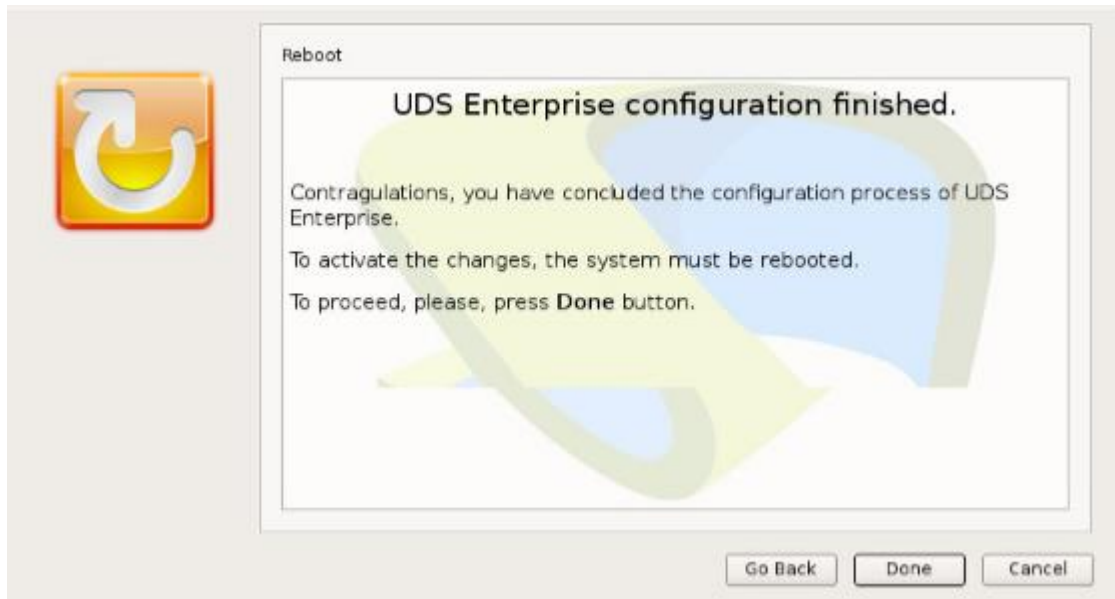 Reboot
UDS Enterprise configuration finished.
Contragulations, you have concluded the configuration process of UDS
Enterprise.
To activate the changes, the system must be rebooted.
To proceed, please, press Done button.
Go Back
Done
Cancel